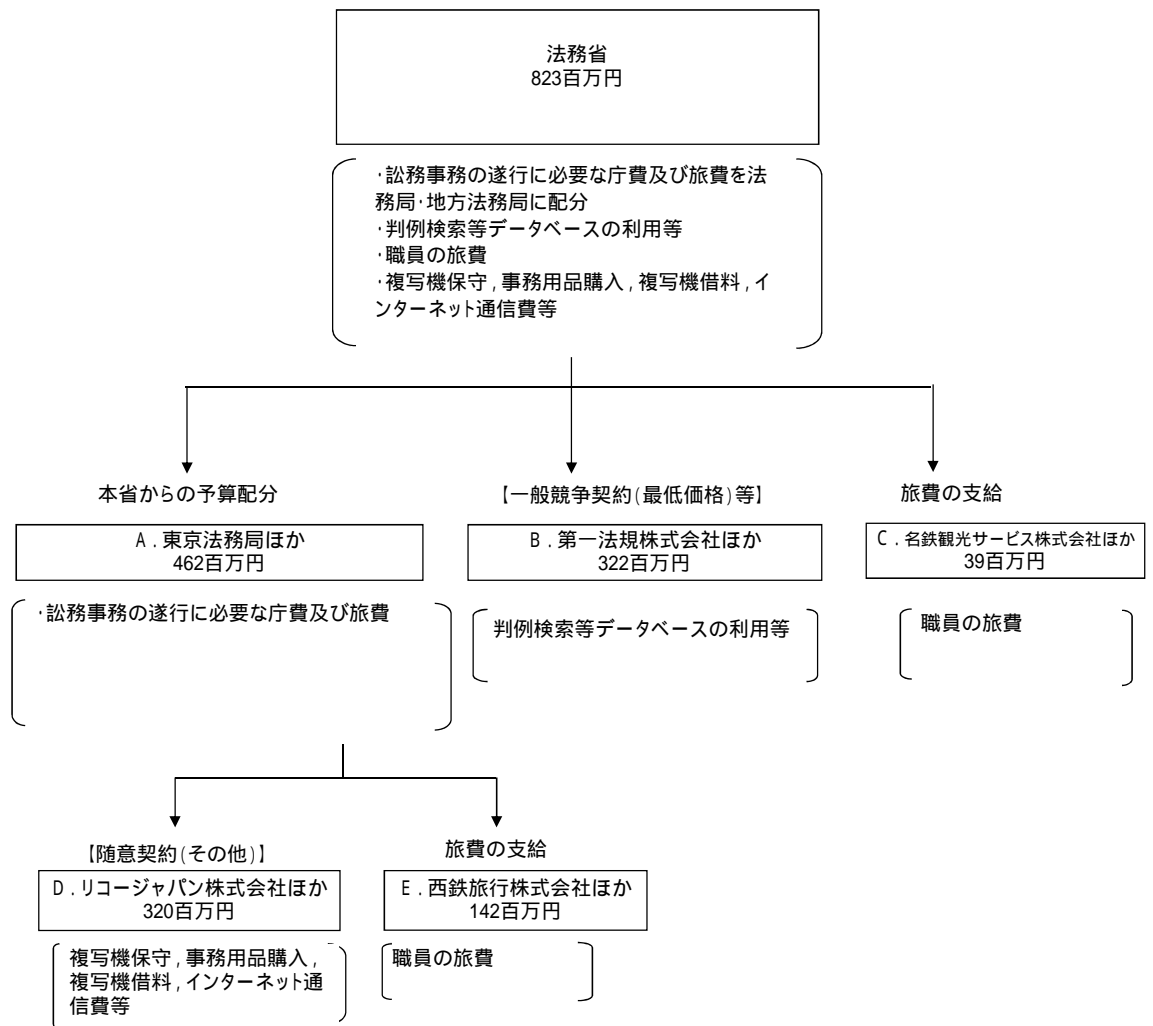 法務省
823百万円
・訟務事務の遂行に必要な庁費及び旅費を法
務局・地方法務局に配分
・判例検索等データベースの利用等
・職員の旅費
・複写機保守，事務用品購入，複写機借料，イ
ンターネット通信費等
本省からの予算配分
A．東京法務局ほか
462百万円
・訟務事務の遂行に必要な庁費及び旅費
【一般競争契約（最低価格）等】
B．第一法規株式会社ほか
322百万円
判例検索等データベースの利用等
旅費の支給
C．名鉄観光サービス株式会社ほか
39百万円
職員の旅費
【随意契約（その他）】
D．リコージャパン株式会社ほか
320百万円
複写機保守，事務用品購入，
複写機借料，インターネット通
信費等
旅費の支給
E．西鉄旅行株式会社ほか
142百万円
職員の旅費